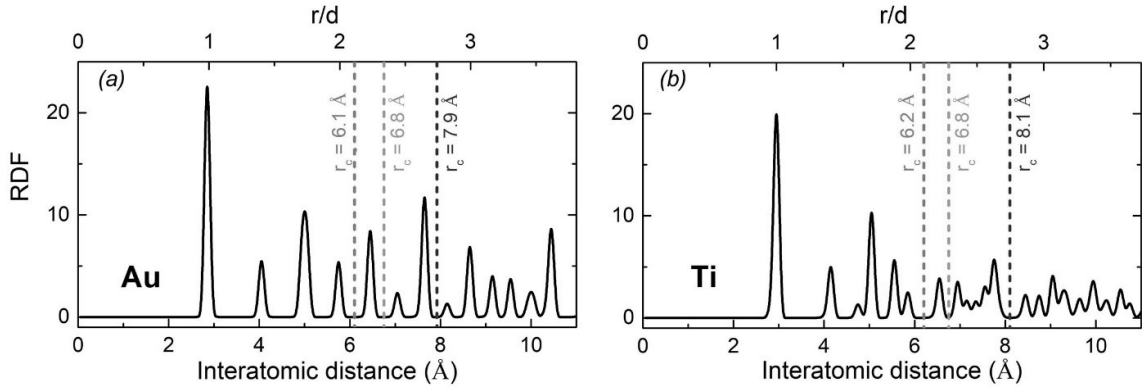 r/d
0 1 2 3
(a)
20
10
0
RDF
r_c = 6.1 Å
r_c = 6.8 Å
r_c = 7.9 Å
Au
0 2 4 6 8 10
Interatomic distance (Å)
r/d
0 1 2 3
(b)
20
10
0
r_c = 6.2 Å
r_c = 6.8 Å
r_c = 8.1 Å
Ti
0 2 4 6 8 10
Interatomic distance (Å)